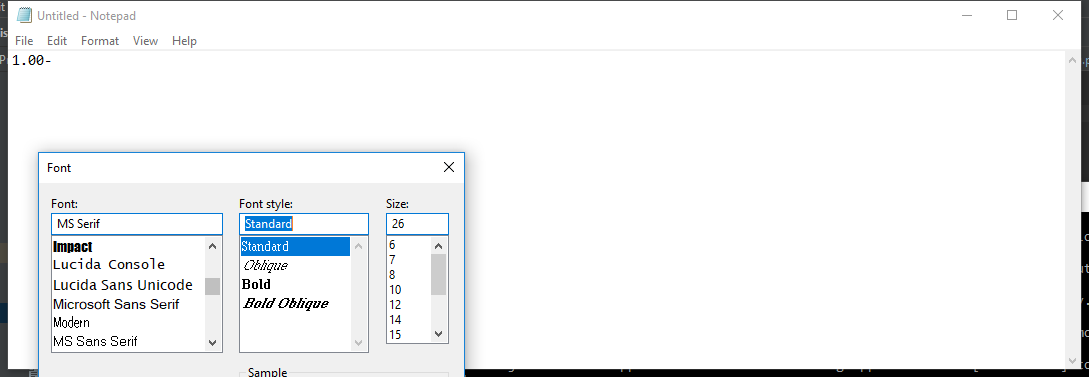 Untitled - Notepad
File Edit Format View Help
1.00-
Font
Font: Font style: Size:
MS Serif Standard 26
Impact
Lucida Console
Lucida Sans Unicode
Microsoft Sans Serif
Modern
MS Sans Serif
Standard
Oblique
Bold
Bold Oblique
6
7
8
10
12
14
15
Sample